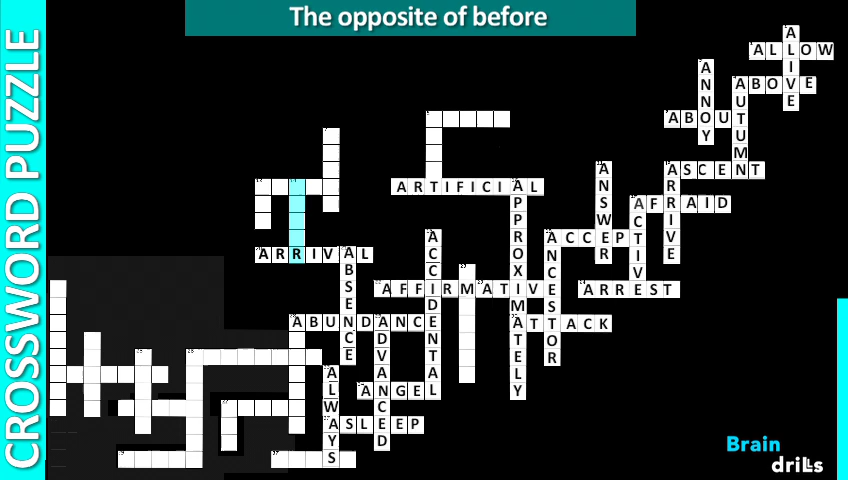 The opposite of before
CROSSWORD PUZZLE
ALIVE
ALLOW
ANNOY
AUTUMN
ABOVE
ABOUT
ANSWER
ARRIVE
ASCENT
ARTIFICIAL
APPROXIMATELY
ACTIVE
AFRAID
ACCIDENTAL
ANCESTOR
ACCEPT
ARRIVAL
ABSENCE
AFFIRMATIVE
ARREST
ABUNDANCE
ADVANCED
ATTACK
ALWAYS
ANGEL
ASLEEP
Brain
drills